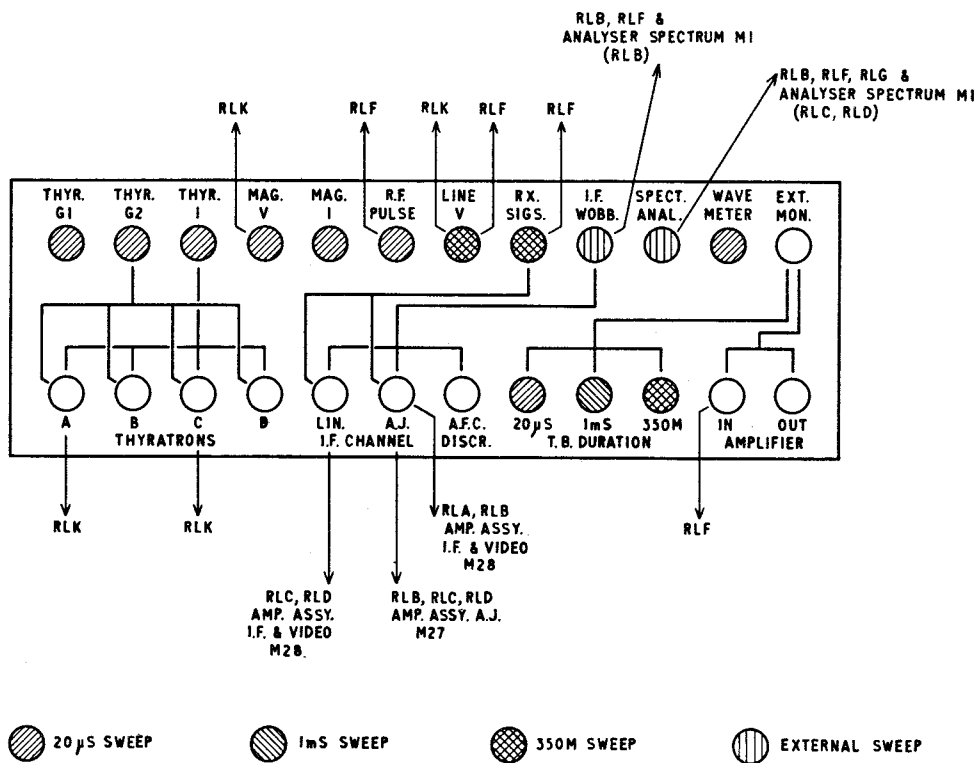 RLB, RLF &
ANALYSER SPECTRUM MI
(RLB)
RLB, RLF, RLG &
ANALYSER SPECTRUM MI
(RLC, RLD)
RLK
RLF
RLK
RLF
RLF
THYR.
G1
THYR.
G2
THYR.
I
MAG.
V
MAG.
I
R.F.
PULSE
LINE
V
RX.
SIGS.
I.F.
WOBB.
SPECT.
ANAL.
WAVE
METER
EXT.
MON.
A
B
C
D
THYRATRONS
LIN.
A.J.
I.F. CHANNEL
A.F.C.
DISCR.
20µS
1mS
350M
T.B. DURATION
IN
OUT
AMPLIFIER
RLK
RLK
RLA, RLB
AMP. ASSY.
I.F. & VIDEO
M28
RLF
RLC, RLD
AMP. ASSY.
I.F. & VIDEO
M28.
RLB, RLC, RLD
AMP. ASSY. A.J.
M27
20µS SWEEP
1mS SWEEP
350M SWEEP
EXTERNAL SWEEP